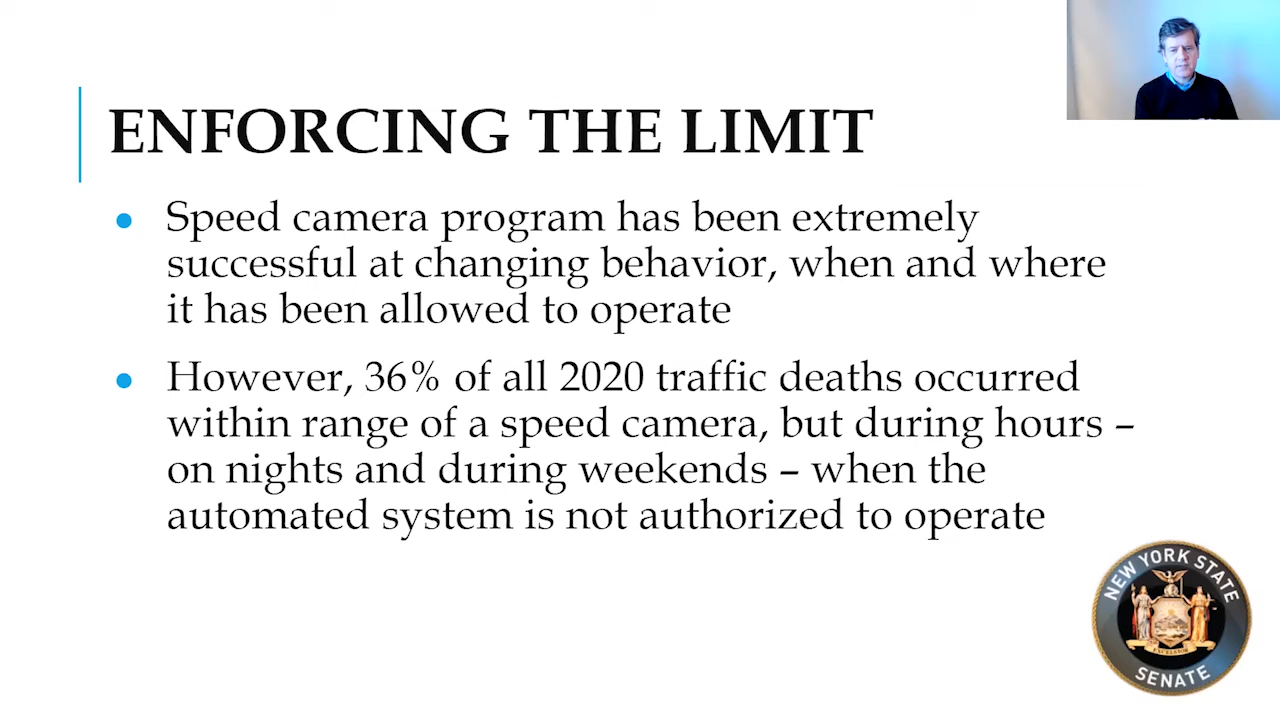 ENFORCING THE LIMIT
● Speed camera program has been extremely
successful at changing behavior, when and where
it has been allowed to operate
● However, 36% of all 2020 traffic deaths occurred
within range of a speed camera, but during hours –
on nights and during weekends – when the
automated system is not authorized to operate
NEW YORK STATE
EXCELSIOR
SENATE